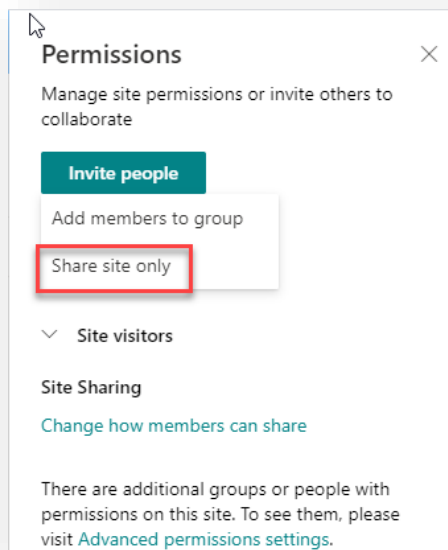 Permissions
Manage site permissions or invite others to
collaborate
Invite people
Add members to group
Share site only
Site visitors
Site Sharing
Change how members can share
There are additional groups or people with
permissions on this site. To see them, please
visit Advanced permissions settings.